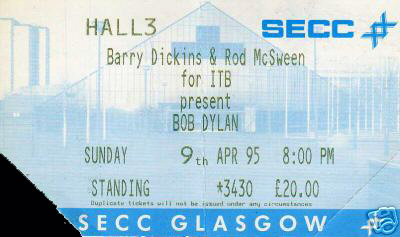 HALL3
SECC
Barry Dickins & Rod McSween
for ITB
present
BOB DYLAN
SUNDAY 9th APR 95 8:00 PM
STANDING *3430 £20.00
Duplicate tickets will not be issued under any circumstances
SECC GLASGOW